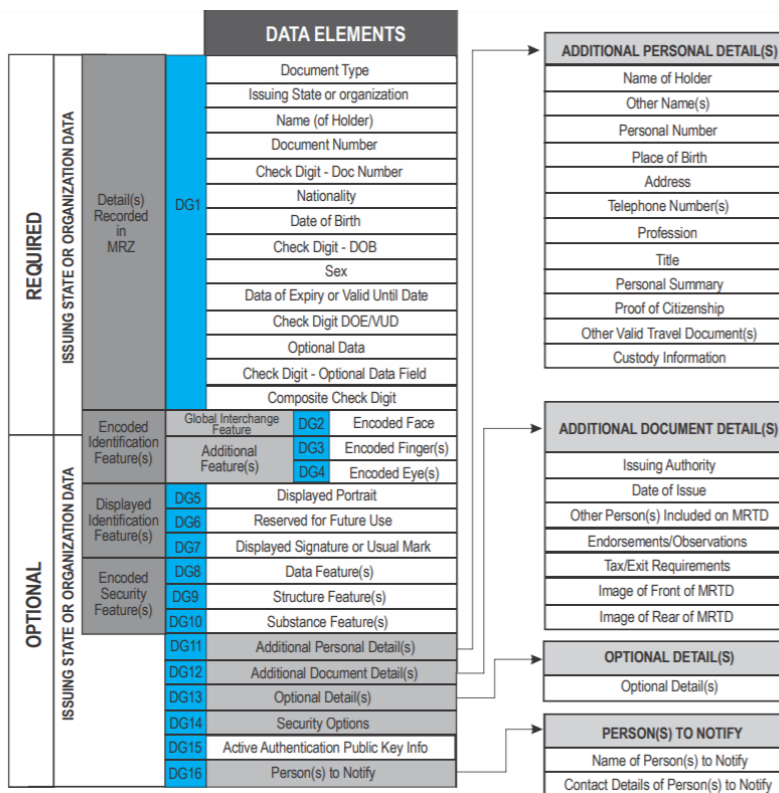 DATA ELEMENTS
REQUIRED
ISSUING STATE OR ORGANIZATION DATA
Detail(s)
Recorded
in
MRZ
DG1
Document Type
Issuing State or organization
Name (of Holder)
Document Number
Check Digit - Doc Number
Nationality
Date of Birth
Check Digit - DOB
Sex
Data of Expiry or Valid Until Date
Check Digit DOE/VUD
Optional Data
Check Digit - Optional Data Field
Composite Check Digit
Encoded
Identification
Feature(s)
Global Interchange
Feature
DG2
Encoded Face
OPTIONAL
ISSUING STATE OR ORGANIZATION DATA
Additional
Feature(s)
DG3
Encoded Finger(s)
DG4
Encoded Eye(s)
Displayed
Identification
Feature(s)
DG5
Displayed Portrait
DG6
Reserved for Future Use
DG7
Displayed Signature or Usual Mark
Encoded
Security
Feature(s)
DG8
Data Feature(s)
DG9
Structure Feature(s)
DG10
Substance Feature(s)
DG11
Additional Personal Detail(s)
DG12
Additional Document Detail(s)
DG13
Optional Detail(s)
DG14
Security Options
DG15
Active Authentication Public Key Info
DG16
Person(s) to Notify
ADDITIONAL PERSONAL DETAIL(S)
Name of Holder
Other Name(s)
Personal Number
Place of Birth
Address
Telephone Number(s)
Profession
Title
Personal Summary
Proof of Citizenship
Other Valid Travel Document(s)
Custody Information
ADDITIONAL DOCUMENT DETAIL(S)
Issuing Authority
Date of Issue
Other Person(s) Included on MRTD
Endorsements/Observations
Tax/Exit Requirements
Image of Front of MRTD
Image of Rear of MRTD
OPTIONAL DETAIL(S)
Optional Detail(s)
PERSON(S) TO NOTIFY
Name of Person(s) to Notify
Contact Details of Person(s) to Notify